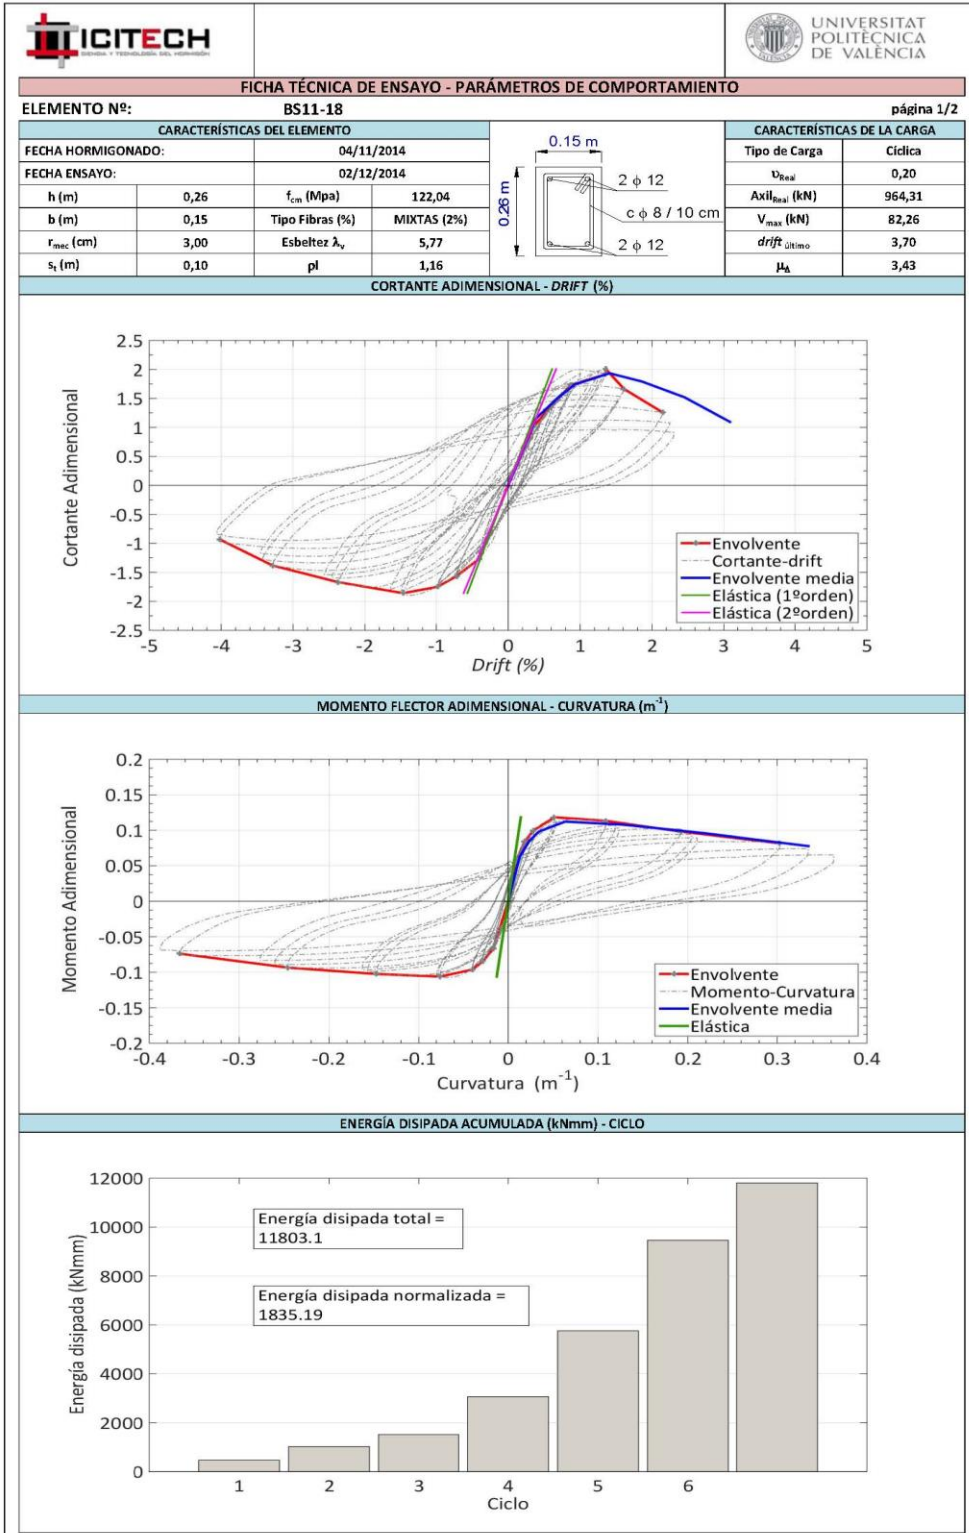 ICITECH
CIENCIA Y TECNOLOGÍA DEL HORMIGÓN
UNIVERSITAT
POLITÈCNICA
DE VALÈNCIA
FICHA TÉCNICA DE ENSAYO - PARÁMETROS DE COMPORTAMIENTO
ELEMENTO Nº: BS11-18 página 1/2
CARACTERÍSTICAS DEL ELEMENTO
FECHA HORMIGONADO: 04/11/2014
FECHA ENSAYO: 02/12/2014
h (m) 0,26 fcm (Mpa) 122,04
b (m) 0,15 Tipo Fibras (%) MIXTAS (2%)
rmec (cm) 3,00 Esbeltez λv 5,77
st (m) 0,10 ρl 1,16
0.15 m
0.26 m
2 ϕ 12
c ϕ 8 / 10 cm
2 ϕ 12
CARACTERÍSTICAS DE LA CARGA
Tipo de Carga Cíclica
υReal 0,20
AxilReal (kN) 964,31
Vmax (kN) 82,26
drift último 3,70
μΔ 3,43
CORTANTE ADIMENSIONAL - DRIFT (%)
Cortante Adimensional
2.5
2
1.5
1
0.5
0
-0.5
-1
-1.5
-2
-2.5
-5 -4 -3 -2 -1 0 1 2 3 4 5
Drift (%)
Envolvente
Cortante-drift
Envolvente media
Elástica (1ºorden)
Elástica (2ºorden)
MOMENTO FLECTOR ADIMENSIONAL - CURVATURA (m-1)
Momento Adimensional
0.2
0.15
0.1
0.05
0
-0.05
-0.1
-0.15
-0.2
-0.4 -0.3 -0.2 -0.1 0 0.1 0.2 0.3 0.4
Curvatura (m-1)
Envolvente
Momento-Curvatura
Envolvente media
Elástica
ENERGÍA DISIPADA ACUMULADA (kNmm) - CICLO
Energía disipada (kNmm)
12000
10000
8000
6000
4000
2000
0
Energía disipada total =
11803.1
Energía disipada normalizada =
1835.19
1 2 3 4 5 6
Ciclo